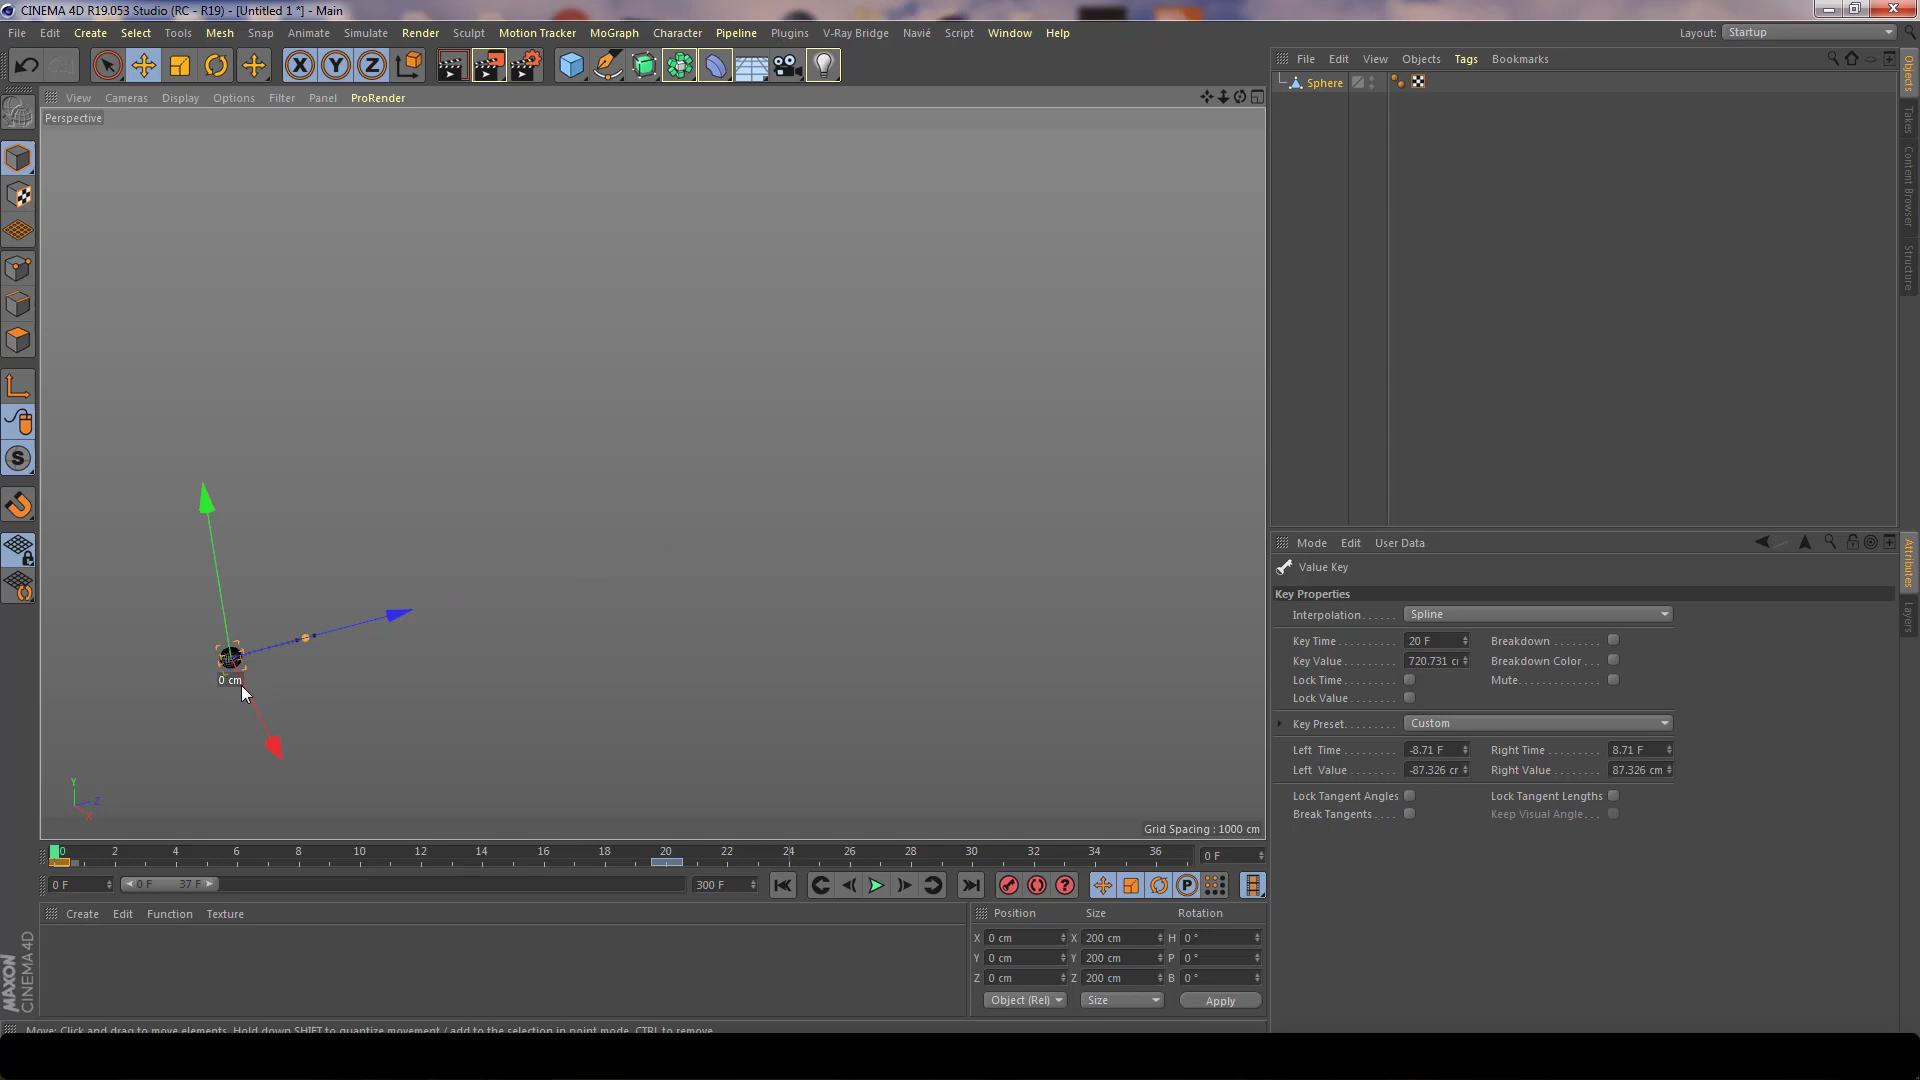 CINEMA 4D R19.053 Studio (RC - R19) - [Untitled 1 *] - Main
File Edit Create Select Tools Mesh Snap Animate Simulate Render Sculpt Motion Tracker MoGraph Character Pipeline Plugins V-Ray Bridge Navié Script Window Help Layout: Startup
X Y Z
File Edit View Objects Tags Bookmarks
Sphere
View Cameras Display Options Filter Panel ProRender
Perspective
0 cm
Y
Z
X
Grid Spacing : 1000 cm
S
Objects
Takes
Content Browser
Structure
Attributes
Layers
Mode Edit User Data
Value Key
Key Properties
Interpolation Spline
Key Time 20 F Breakdown
Key Value 720.731 Breakdown Color
Lock Time Mute
Lock Value
Key Preset Custom
Left Time -8.71 F Right Time 8.71 F
Left Value -87.326 cr Right Value 87.326 cm
Lock Tangent Angles Lock Tangent Lengths
Break Tangents Keep Visual Angle
0 2 4 6 8 10 12 14 16 18 20 22 24 26 28 30 32 34 36 0 F
0 F 0 F 37 F 300 F ? P
Create Edit Function Texture
Position Size Rotation
X 0 cm X 200 cm H 0 °
Y 0 cm Y 200 cm P 0 °
Z 0 cm Z 200 cm B 0 °
Object (Rel) Size Apply
MAXON
CINEMA 4D
Move: Click and drag to move elements. Hold down SHIFT to quantize movement / add to the selection in point mode, CTRL to remove.